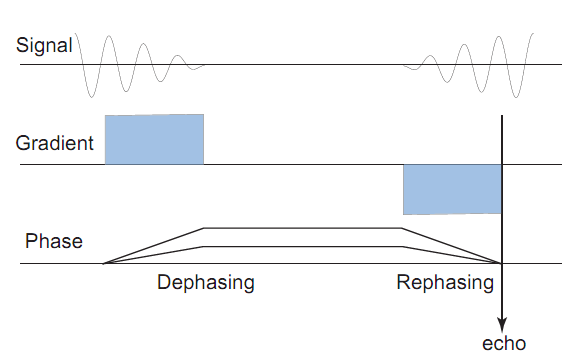 Signal
Gradient
Phase
Dephasing
Rephasing
echo